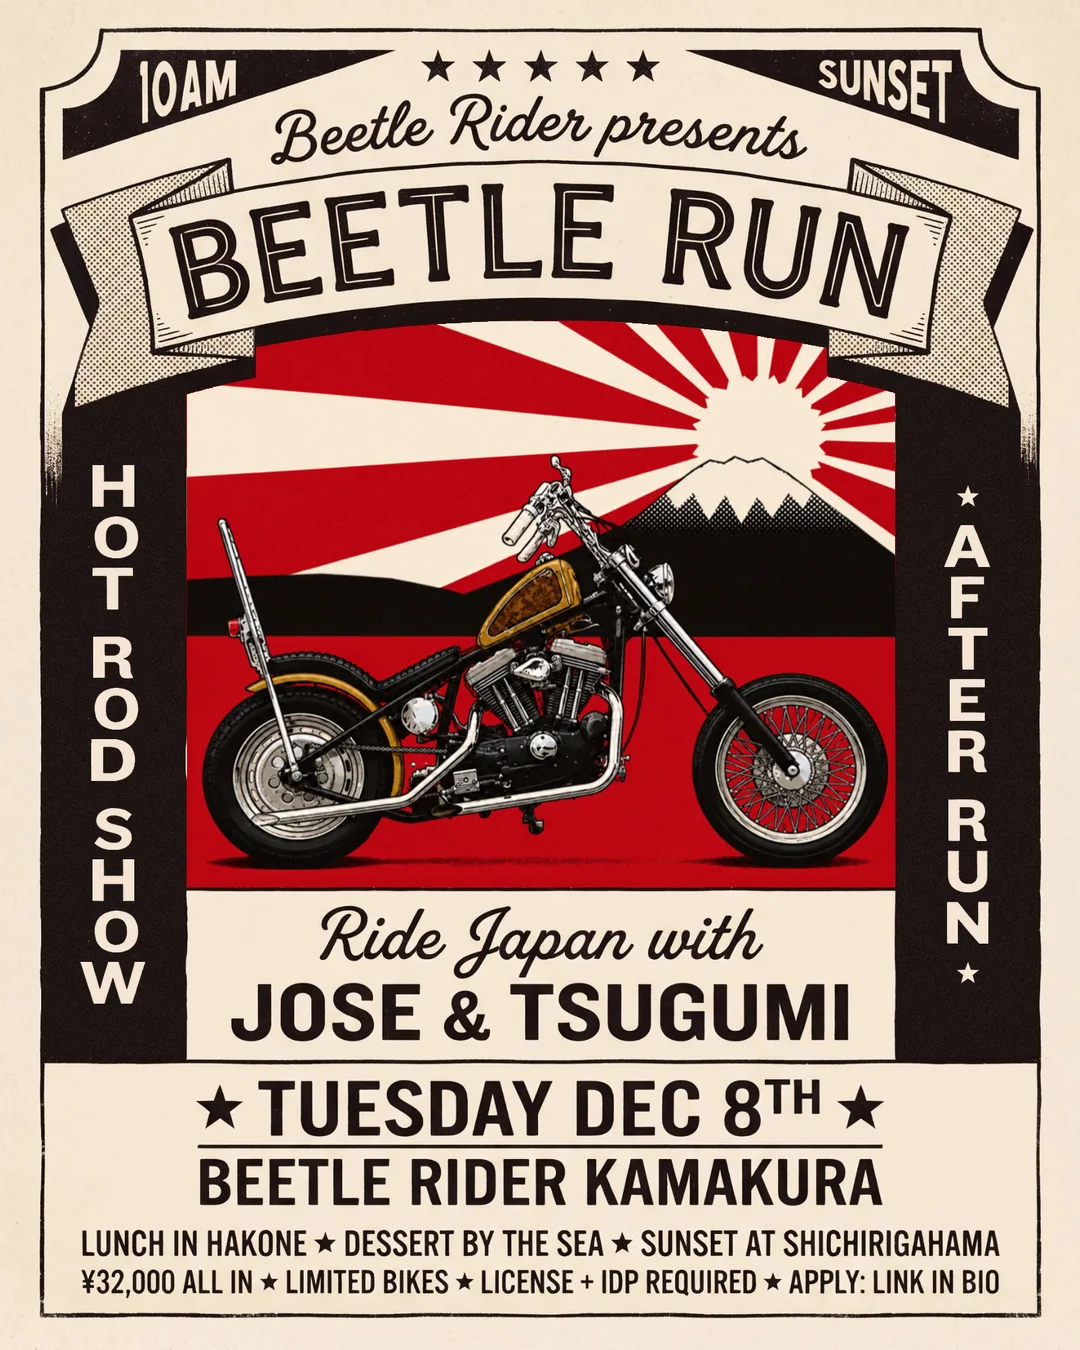 10AM
SUNSET
Beetle Rider presents
BEETLE RUN
HOT ROD SHOW
★ AFTER RUN ★
Ride Japan with
JOSE & TSUGUMI
★ TUESDAY DEC 8TH ★
BEETLE RIDER KAMAKURA
LUNCH IN HAKONE ★ DESSERT BY THE SEA ★ SUNSET AT SHICHIRIGAHAMA
¥32,000 ALL IN ★ LIMITED BIKES ★ LICENSE + IDP REQUIRED ★ APPLY: LINK IN BIO